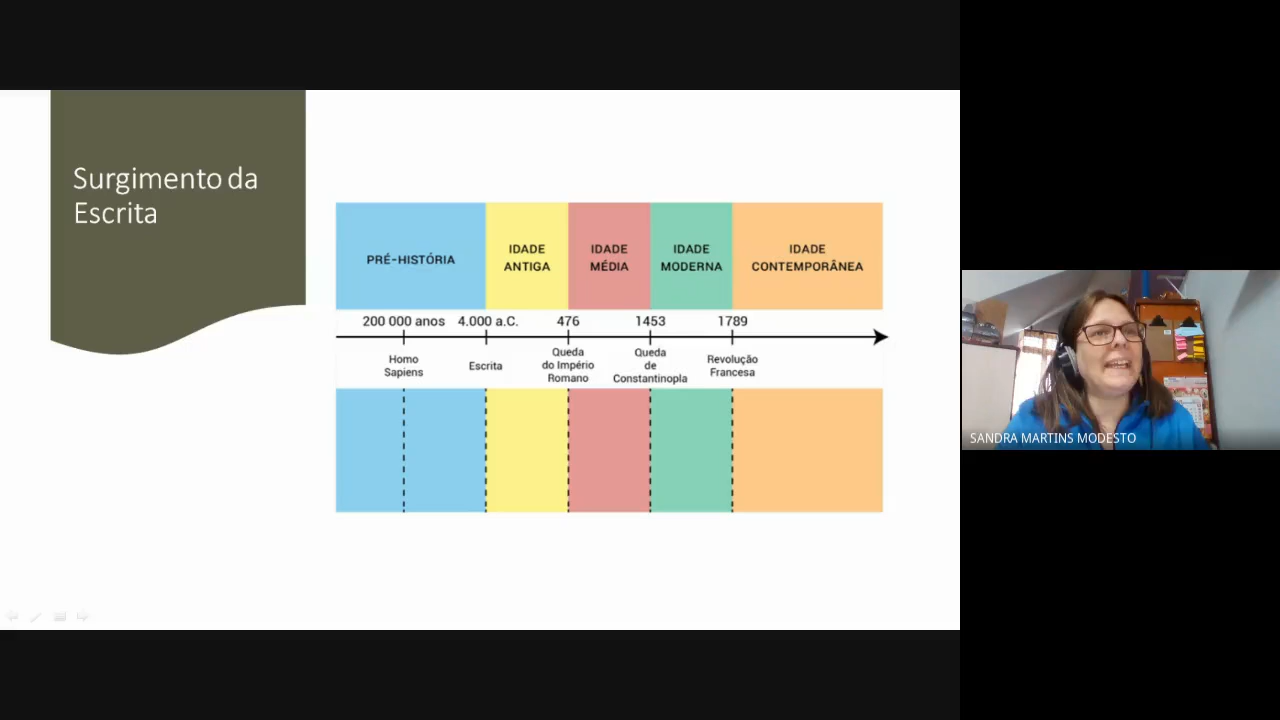 Surgimento da
Escrita
PRÉ-HISTÓRIA
IDADE
ANTIGA
IDADE
MÉDIA
IDADE
MODERNA
IDADE
CONTEMPORÂNEA
200 000 anos
4.000 a.C.
476
1453
1789
Homo
Sapiens
Escrita
Queda
do Império
Romano
Queda
de
Constantinopla
Revolução
Francesa
SANDRA MARTINS MODESTO